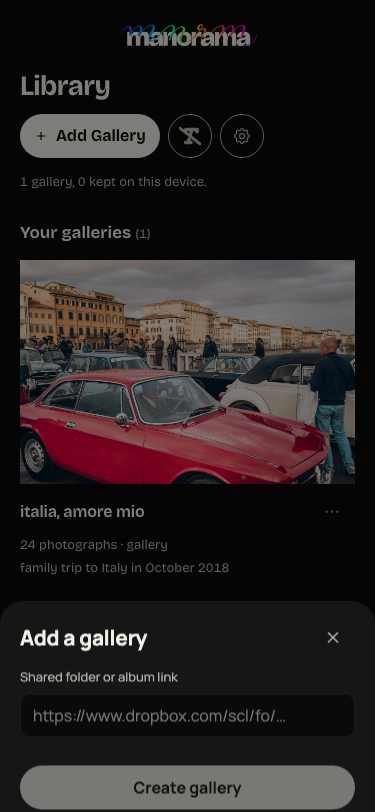 manorama
Library
+ Add Gallery
1 gallery, 0 kept on this device.
Your galleries (1)
italia, amore mio
24 photographs · gallery
family trip to Italy in October 2018
Add a gallery
Shared folder or album link
https://www.dropbox.com/scl/fo/…
Create gallery